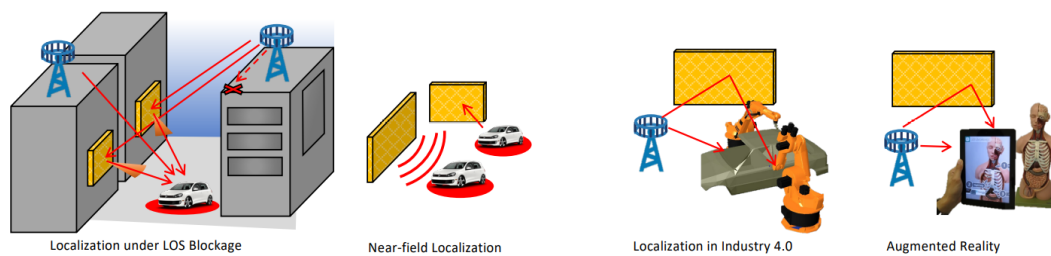 Localization under LOS Blockage
Near-field Localization
Localization in Industry 4.0
Augmented Reality